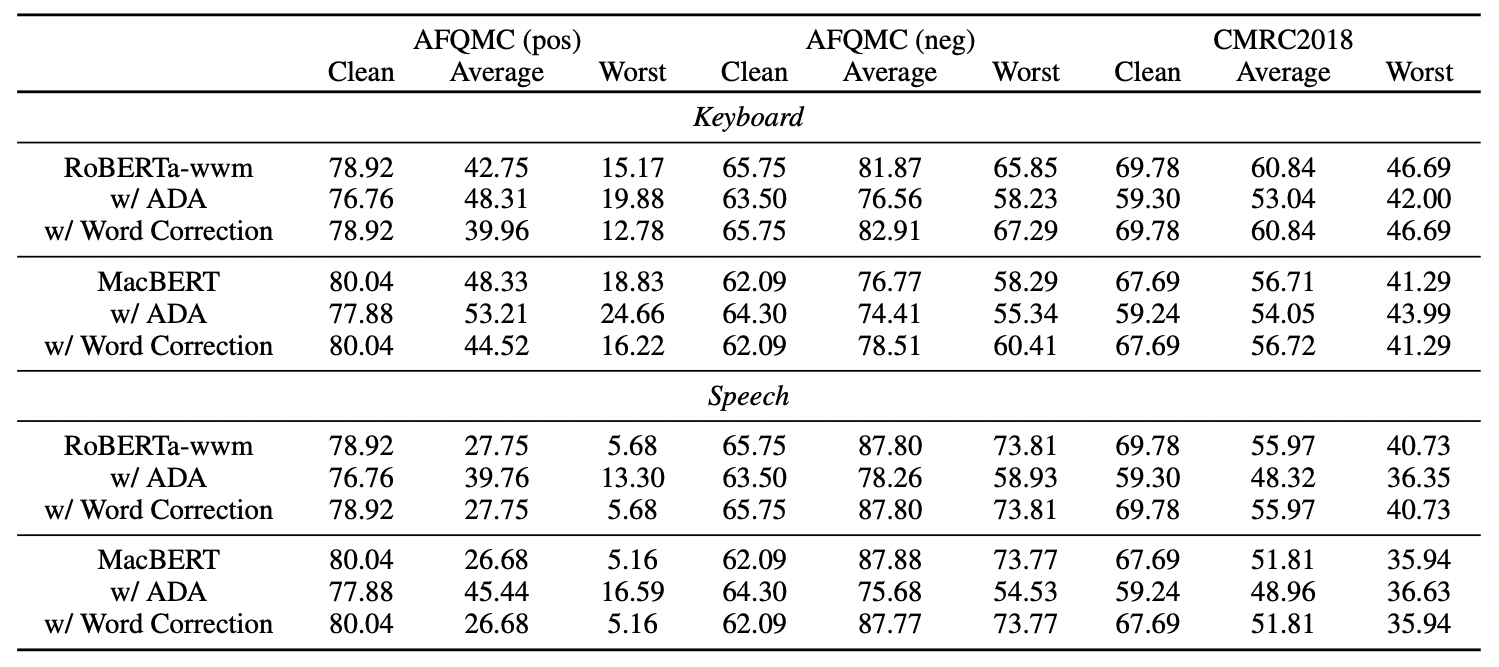 AFQMC (pos) AFQMC (neg) CMRC2018
Clean Average Worst Clean Average Worst Clean Average Worst
Keyboard
RoBERTa-wwm 78.92 42.75 15.17 65.75 81.87 65.85 69.78 60.84 46.69
w/ ADA 76.76 48.31 19.88 63.50 76.56 58.23 59.30 53.04 42.00
w/ Word Correction 78.92 39.96 12.78 65.75 82.91 67.29 69.78 60.84 46.69
MacBERT 80.04 48.33 18.83 62.09 76.77 58.29 67.69 56.71 41.29
w/ ADA 77.88 53.21 24.66 64.30 74.41 55.34 59.24 54.05 43.99
w/ Word Correction 80.04 44.52 16.22 62.09 78.51 60.41 67.69 56.72 41.29
Speech
RoBERTa-wwm 78.92 27.75 5.68 65.75 87.80 73.81 69.78 55.97 40.73
w/ ADA 76.76 39.76 13.30 63.50 78.26 58.93 59.30 48.32 36.35
w/ Word Correction 78.92 27.75 5.68 65.75 87.80 73.81 69.78 55.97 40.73
MacBERT 80.04 26.68 5.16 62.09 87.88 73.77 67.69 51.81 35.94
w/ ADA 77.88 45.44 16.59 64.30 75.68 54.53 59.24 48.96 36.63
w/ Word Correction 80.04 26.68 5.16 62.09 87.77 73.77 67.69 51.81 35.94